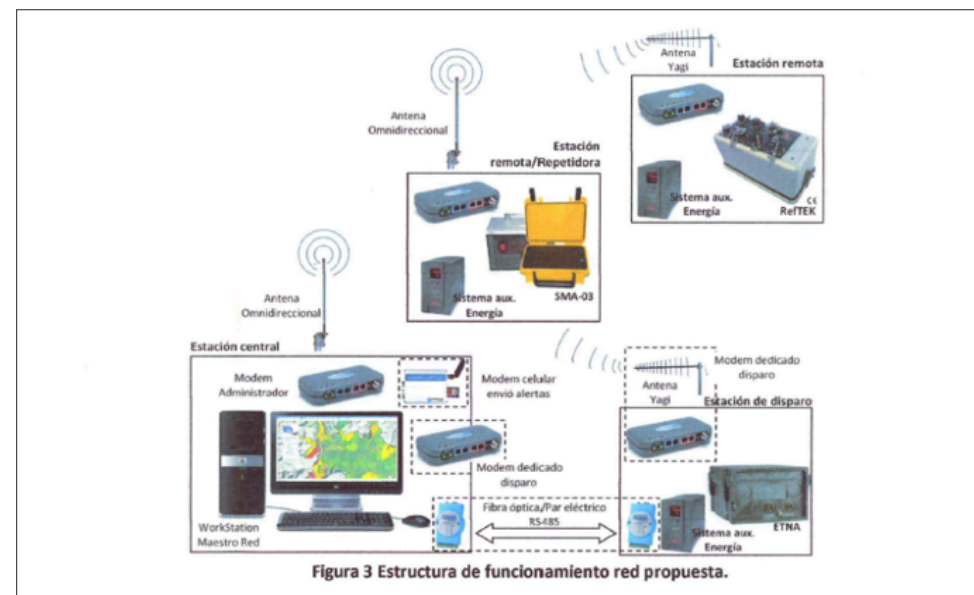 Antena
Yagi
Estación remota
Antena
Omnidireccional
Estación
remota/Repetidora
Sistema aux.
Energía
CE
RefTEK
Sistema aux.
Energía
SMA-03
Antena
Omnidireccional
Estación central
Modem
Administrador
Modem celular
envió alertas
Modem dedicado
disparo
Antena
Yagi
Estación de disparo
Modem dedicado
disparo
Fibra óptica/Par eléctrico
RS485
WorkStation
Maestro Red
Sistema aux.
Energía
ETNA
Figura 3 Estructura de funcionamiento red propuesta.